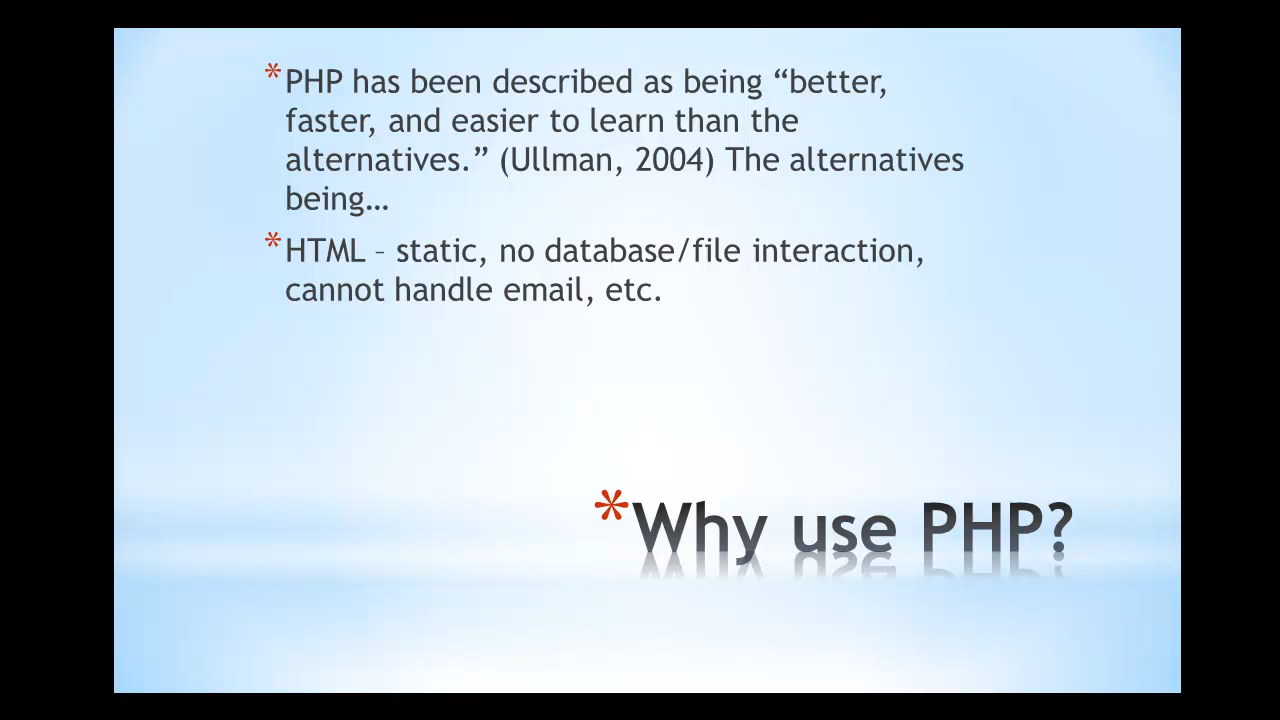 *PHP has been described as being “better,
faster, and easier to learn than the
alternatives.” (Ullman, 2004) The alternatives
being…
*HTML – static, no database/file interaction,
cannot handle email, etc.
*Why use PHP?